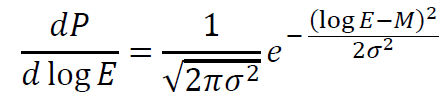 dP/d log E = 1/√(2πσ²) e^(−(log E−M)²/2σ²)